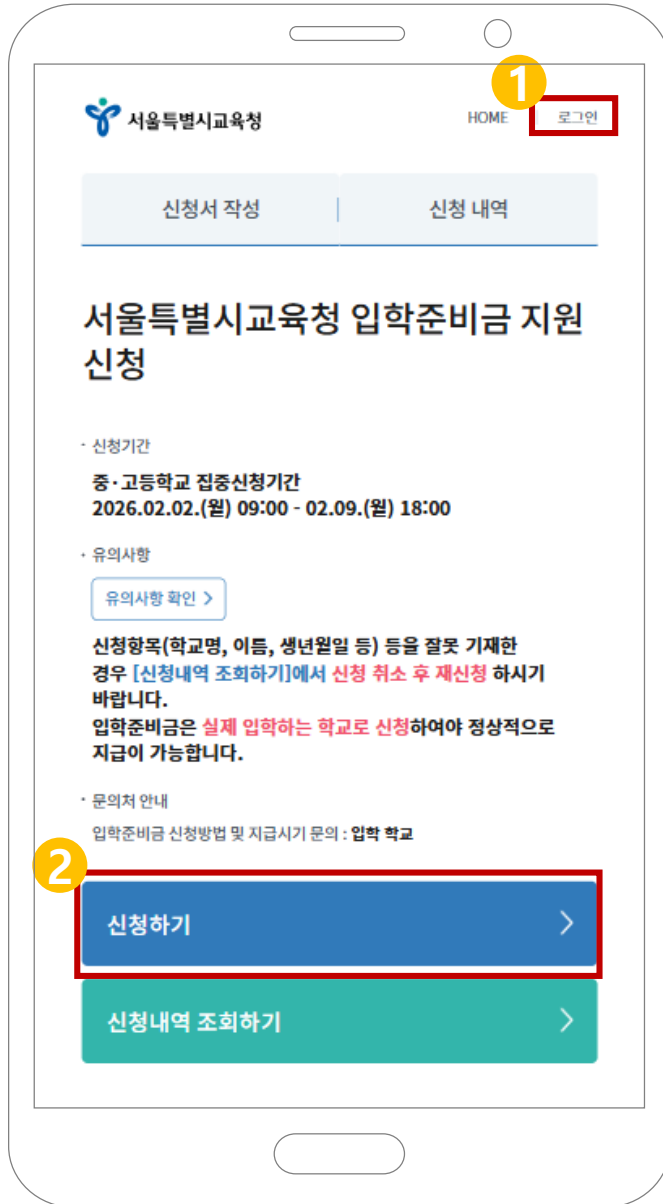 1
서울특별시교육청
HOME 로그인
신청서 작성 | 신청 내역
서울특별시교육청 입학준비금 지원
신청
신청기간
중·고등학교 집중신청기간
2026.02.02.(월) 09:00 - 02.09.(월) 18:00
유의사항
유의사항 확인 >
신청항목(학교명, 이름, 생년월일 등) 등을 잘못 기재한
경우 [신청내역 조회하기]에서 신청 취소 후 재신청 하시기
바랍니다.
입학준비금은 실제 입학하는 학교로 신청하여야 정상적으로
지급이 가능합니다.
문의처 안내
입학준비금 신청방법 및 지급시기 문의 : 입학 학교
2
신청하기
신청내역 조회하기